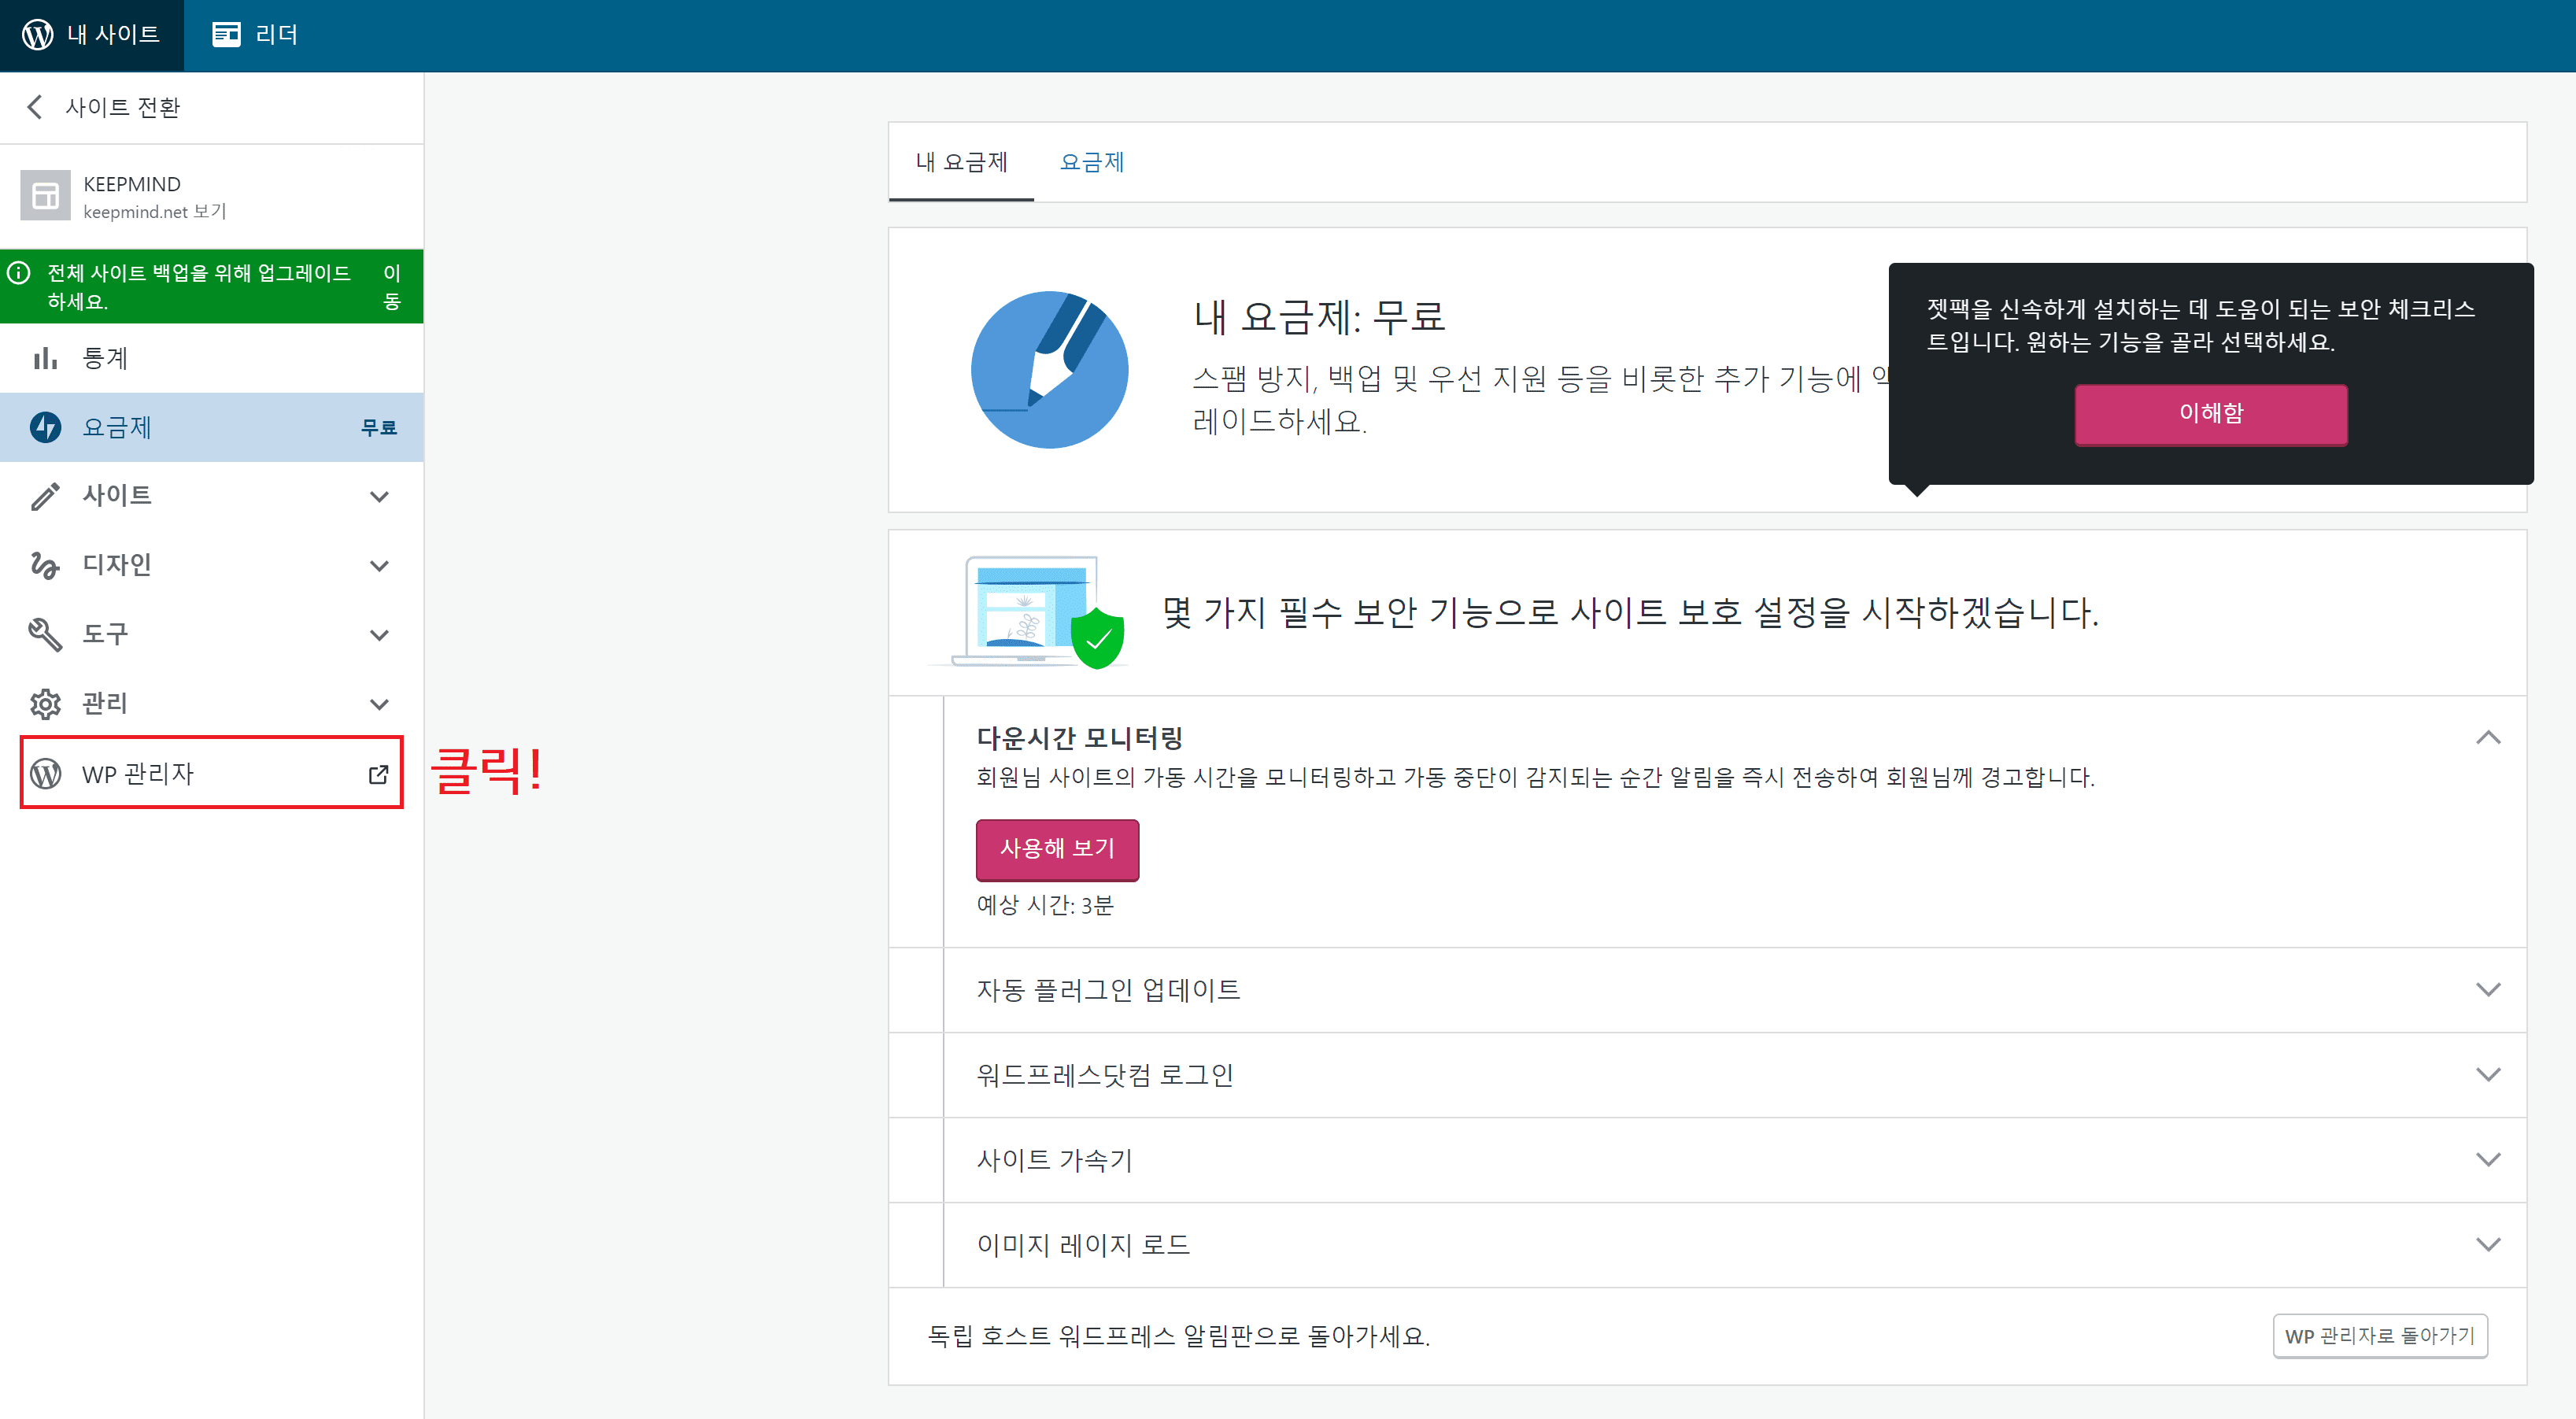 내 사이트
리더
사이트 전환
KEEPMIND
keepmind.net 보기
전체 사이트 백업을 위해 업그레이드
하세요.
이
동
통계
요금제
무료
사이트
디자인
도구
관리
WP 관리자
클릭!
내 요금제
요금제
내 요금제: 무료
스팸 방지, 백업 및 우선 지원 등을 비롯한 추가 기능에
레이드하세요.
젯팩을 신속하게 설치하는 데 도움이 되는 보안 체크리스
트입니다. 원하는 기능을 골라 선택하세요.
이해함
몇 가지 필수 보안 기능으로 사이트 보호 설정을 시작하겠습니다.
다운시간 모니터링
회원님 사이트의 가동 시간을 모니터링하고 가동 중단이 감지되는 순간 알림을 즉시 전송하여 회원님께 경고합니다.
사용해 보기
예상 시간: 3분
자동 플러그인 업데이트
워드프레스닷컴 로그인
사이트 가속기
이미지 레이지 로드
독립 호스트 워드프레스 알림판으로 돌아가세요.
WP 관리자로 돌아가기